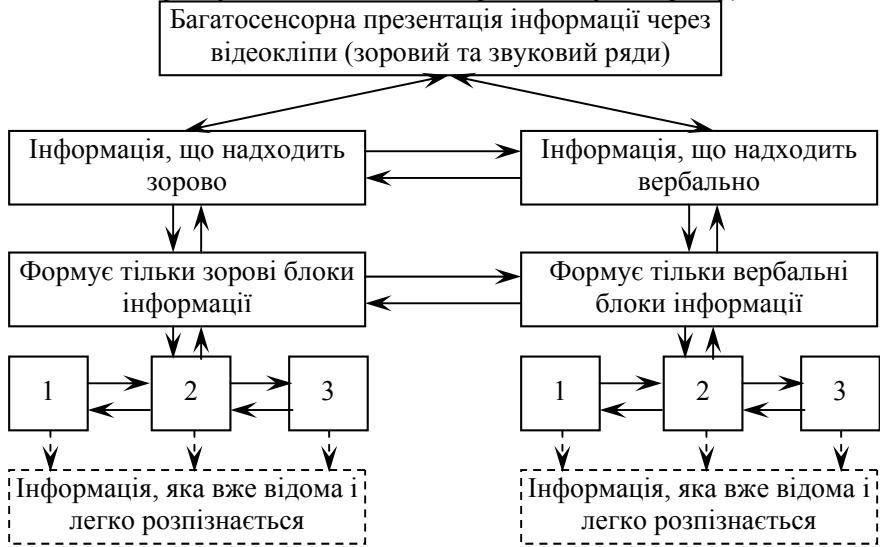 Багатосенсорна презентація інформації через
відеокліпи (зоровий та звуковий ряди)
Інформація, що надходить
зорово
Інформація, що надходить
вербально
Формує тільки зорові блоки
інформації
Формує тільки вербальні
блоки інформації
1
2
3
1
2
3
Інформація, яка вже відома і
легко розпізнається
Інформація, яка вже відома і
легко розпізнається